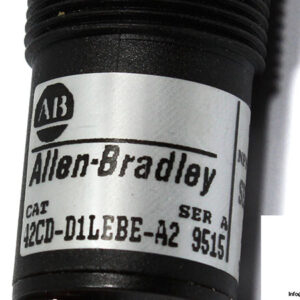 AB
Allen-Bradley
CAT SER A
42CD-D1LEBE-A2 9515